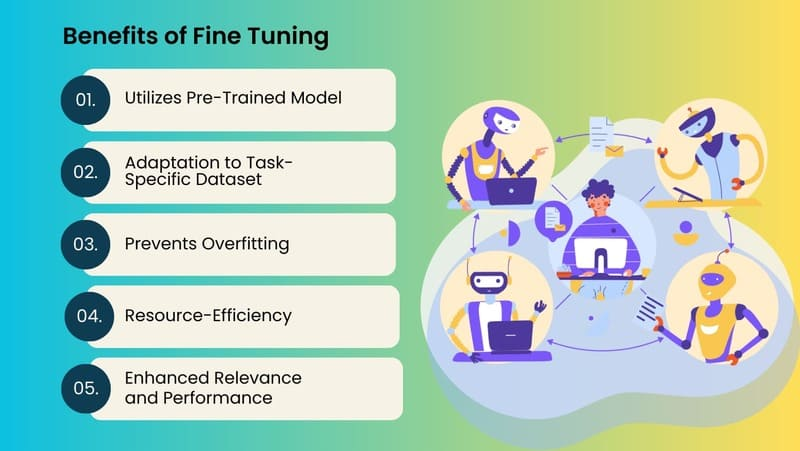 Benefits of Fine Tuning
01. Utilizes Pre-Trained Model
02. Adaptation to Task-
Specific Dataset
03. Prevents Overfitting
04. Resource-Efficiency
05. Enhanced Relevance
and Performance